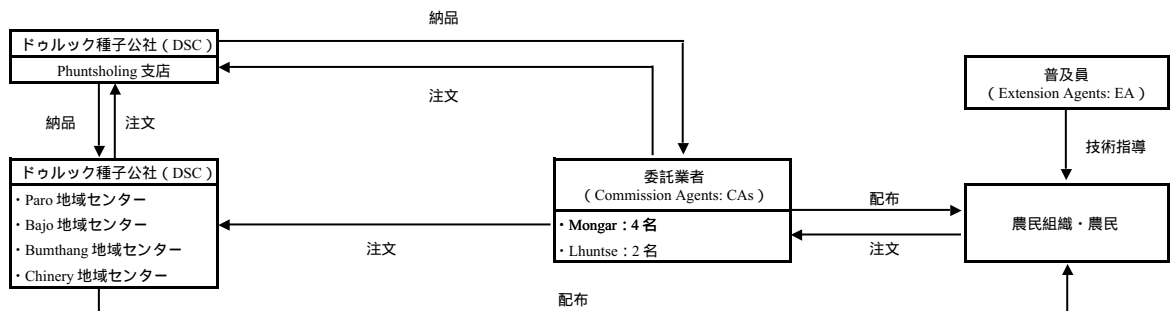 納品
ドゥルック種子公社（DSC）
Phuntsholing 支店
注文
普及員
（Extension Agents: EA）
納品
注文
技術指導
ドゥルック種子公社（DSC）
・Paro 地域センター
・Bajo 地域センター
・Bumthang 地域センター
・Chinery 地域センター
注文
委託業者
（Commission Agents: CAs）
・Mongar：4 名
・Lhuntse：2 名
配布
注文
農民組織・農民
配布